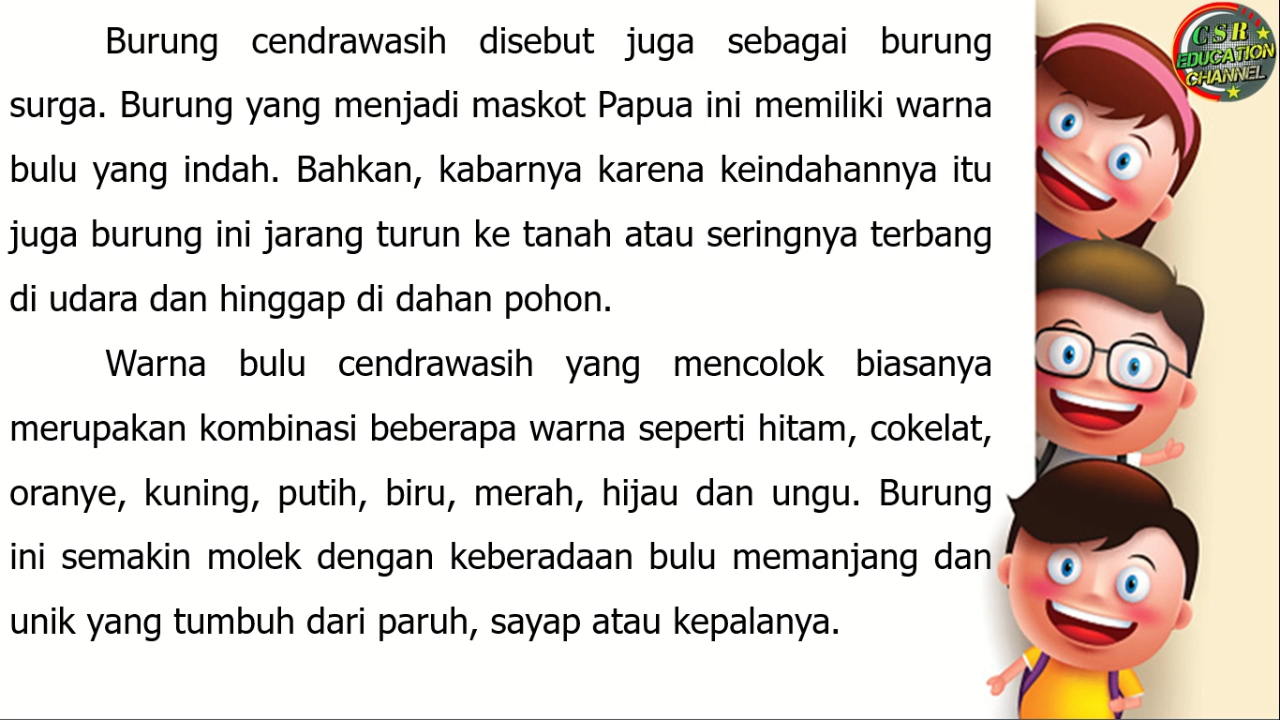 Burung cendrawasih disebut juga sebagai burung
surga. Burung yang menjadi maskot Papua ini memiliki warna
bulu yang indah. Bahkan, kabarnya karena keindahannya itu
juga burung ini jarang turun ke tanah atau seringnya terbang
di udara dan hinggap di dahan pohon.
Warna bulu cendrawasih yang mencolok biasanya
merupakan kombinasi beberapa warna seperti hitam, cokelat,
oranye, kuning, putih, biru, merah, hijau dan ungu. Burung
ini semakin molek dengan keberadaan bulu memanjang dan
unik yang tumbuh dari paruh, sayap atau kepalanya.
CSR
EDUCATION
CHANNEL